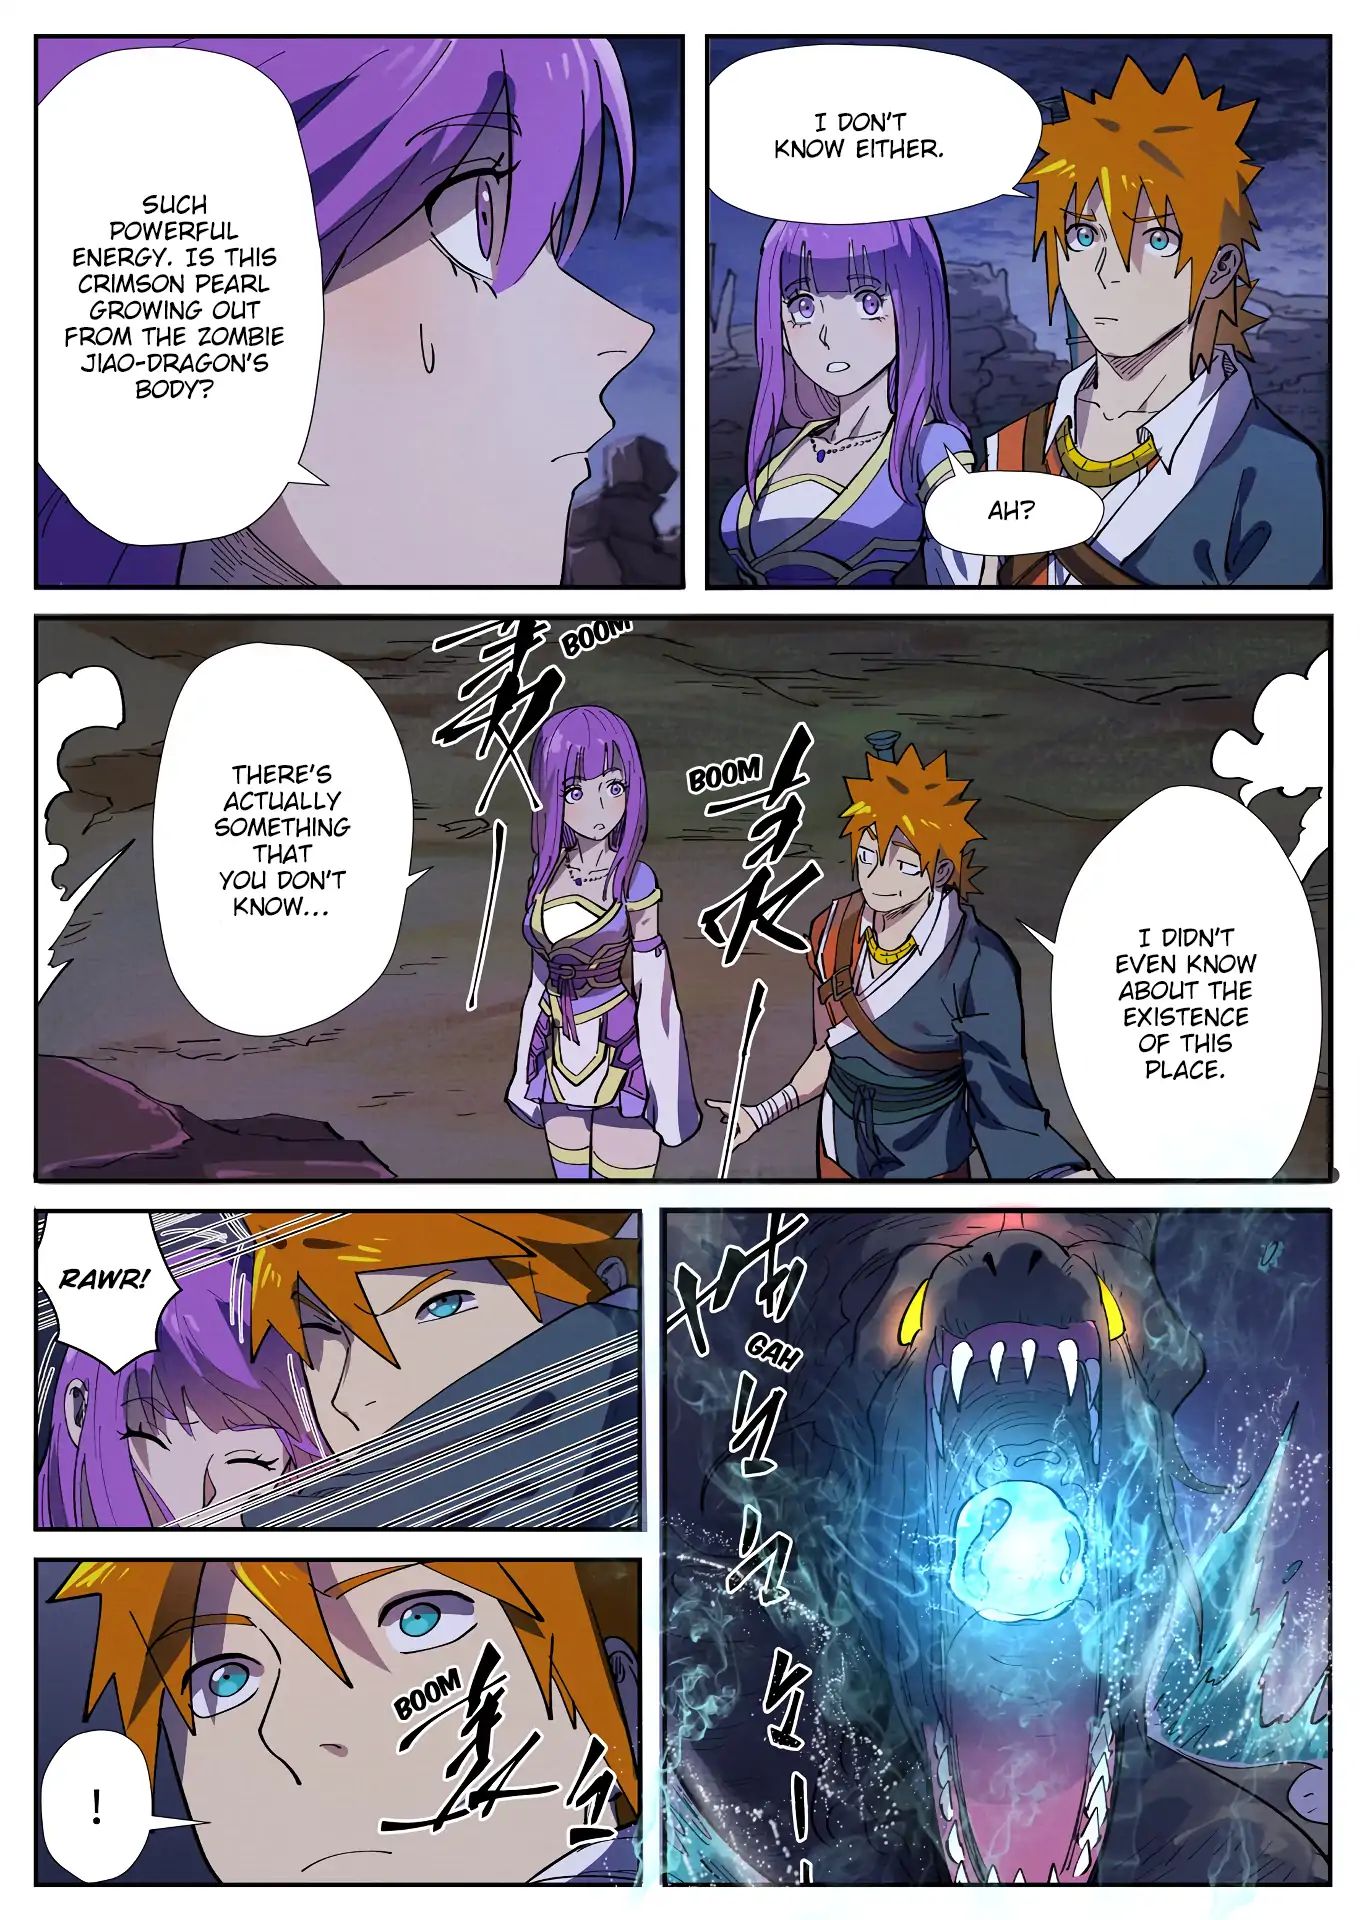 SUCH
POWERFUL
ENERGY. IS THIS
CRIMSON PEARL
GROWING OUT
FROM THE ZOMBIE
JIAO-DRAGON'S
BODY?
I DON'T
KNOW EITHER.
AH?
BOOM
BOOM
THERE'S
ACTUALLY
SOMETHING
THAT
YOU DON'T
KNOW...
I DIDN'T
EVEN KNOW
ABOUT THE
EXISTENCE
OF THIS
PLACE.
RAWR!
GAH
BOOM
!